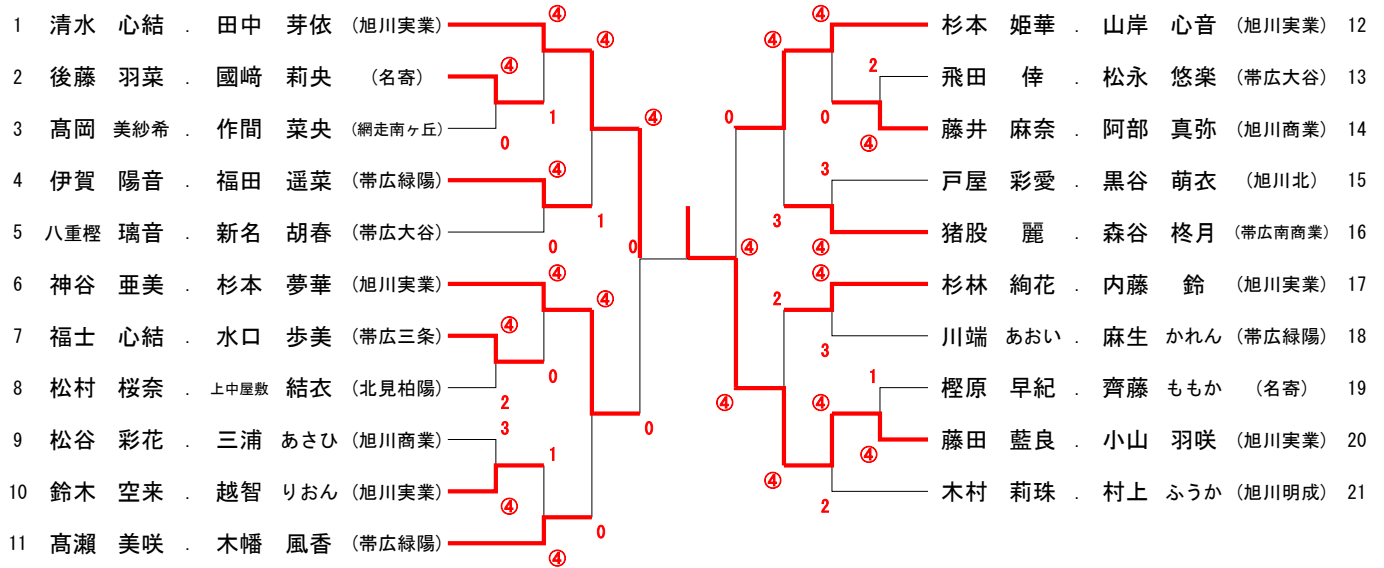 ④ ④
1 清水 心結 . 田中 芽依 (旭川実業) 杉本 姫華 . 山岸 心音 (旭川実業) 12
④ ④
④ 2
2 後藤 羽菜 . 國﨑 莉央 (名寄) 飛田 倖 . 松永 悠楽 (帯広大谷) 13
1 ④ 0 0
3 髙岡 美紗希 . 作間 菜央 (網走南ヶ丘) 藤井 麻奈 . 阿部 真弥 (旭川商業) 14
0 ④
④ 3
4 伊賀 陽音 . 福田 遥菜 (帯広緑陽) 戸屋 彩愛 . 黒谷 萌衣 (旭川北) 15
1 3
5 八重樫 璃音 . 新名 胡春 (帯広大谷) 猪股 麗 . 森谷 柊月 (帯広南商業) 16
0 0 ④ ④
④ ④
6 神谷 亜美 . 杉本 夢華 (旭川実業) 杉林 絢花 . 内藤 鈴 (旭川実業) 17
④ 2
④
7 福士 心結 . 水口 歩美 (帯広三条) 川端 あおい . 麻生 かれん (帯広緑陽) 18
3
0 1
8 松村 桜奈 . 上中屋敷 結衣 (北見柏陽) 樫原 早紀 . 齊藤 ももか (名寄) 19
2 ④ ④
3 0
9 松谷 彩花 . 三浦 あさひ (旭川商業) 藤田 藍良 . 小山 羽咲 (旭川実業) 20
1 ④
④
10 鈴木 空来 . 越智 りおん (旭川実業) 木村 莉珠 . 村上 ふうか (旭川明成) 21
④ 2
0
11 髙瀨 美咲 . 木幡 風香 (帯広緑陽)
④